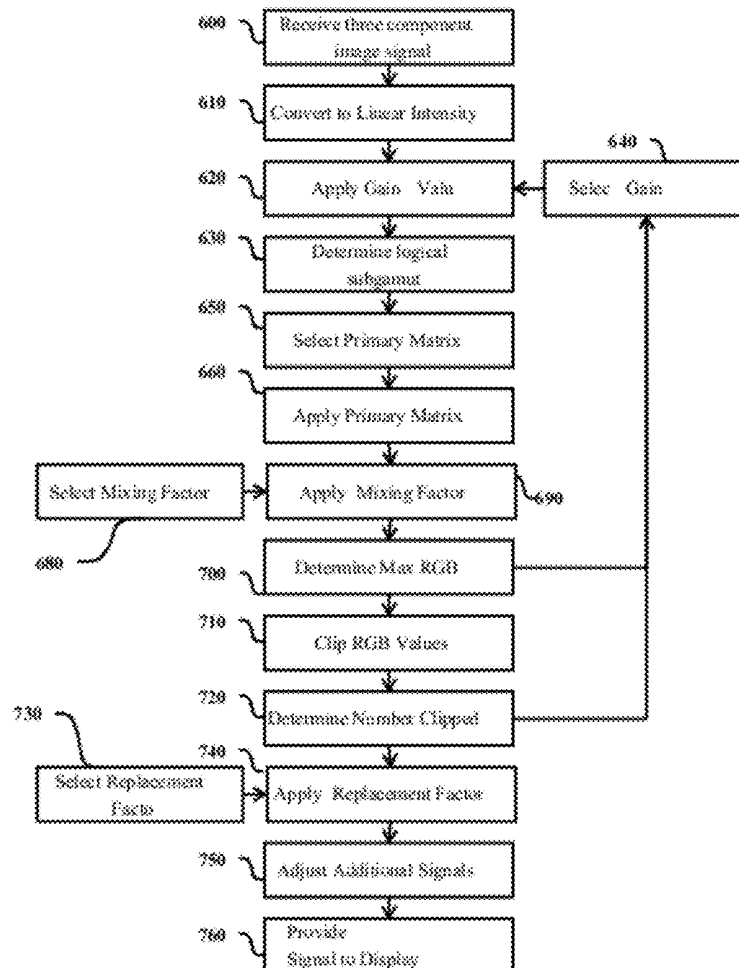 600
Receive three component
image signal
610
Convert to Linear Intensity
640
620
Apply Gain Valu
Selec Gain
630
Determine logical
subgamut
650
Select Primary Matrix
660
Apply Primary Matrix
Select Mixing Factor
Apply Mixing Factor
690
680
Determine Max RGB
700
710
Clip RGB Values
720
730
Determine Number Clipped
740
Select Replacement
Facto
Apply Replacement Factor
750
Adjust Additional Signals
760
Provide
Signal to Display